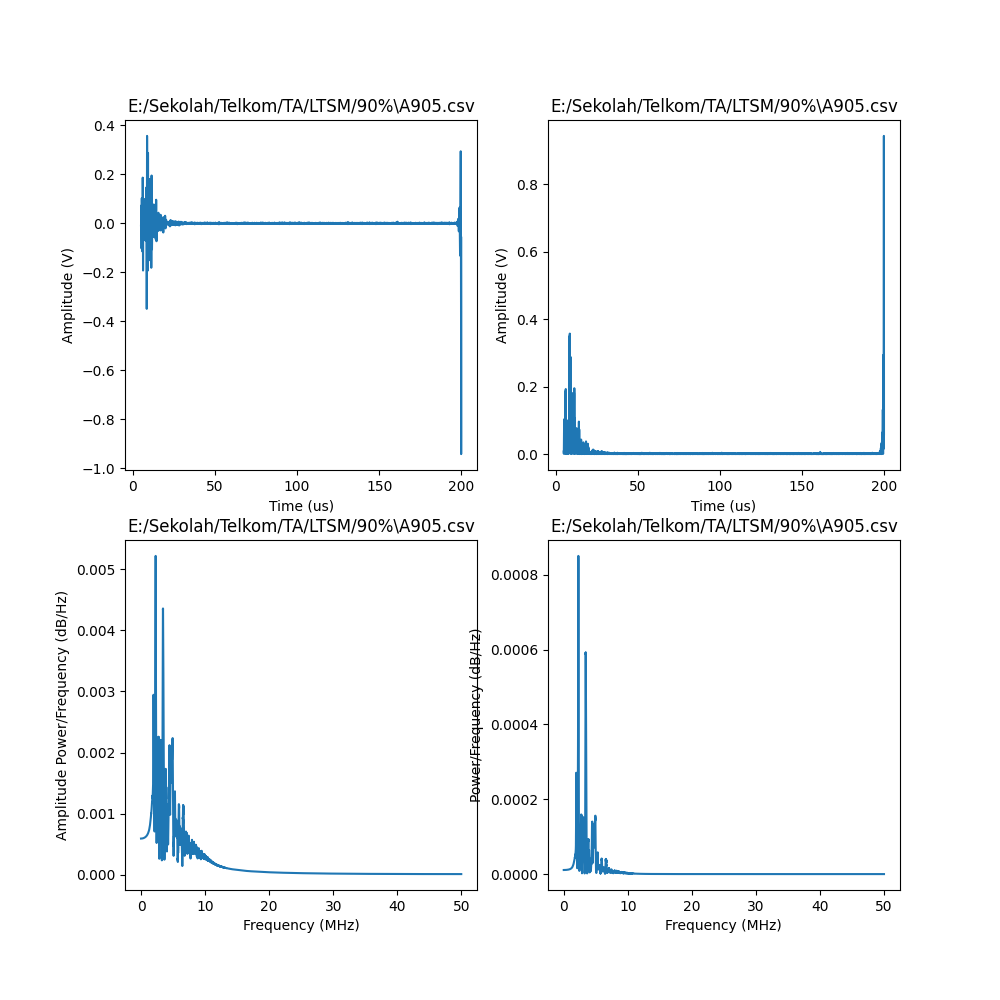 E:/Sekolah/Telkom/TA/LTSM/90%\A905.csv
0.4
0.2
0.0
−0.2
−0.4
−0.6
−0.8
−1.0
Amplitude (V)
0 50 100 150 200
Time (us)
E:/Sekolah/Telkom/TA/LTSM/90%\A905.csv
0.8
0.6
0.4
0.2
0.0
Amplitude (V)
0 50 100 150 200
Time (us)
E:/Sekolah/Telkom/TA/LTSM/90%\A905.csv
0.005
0.004
0.003
0.002
0.001
0.000
Amplitude Power/Frequency (dB/Hz)
0 10 20 30 40 50
Frequency (MHz)
E:/Sekolah/Telkom/TA/LTSM/90%\A905.csv
0.0008
0.0006
0.0004
0.0002
0.0000
Power/Frequency (dB/Hz)
0 10 20 30 40 50
Frequency (MHz)